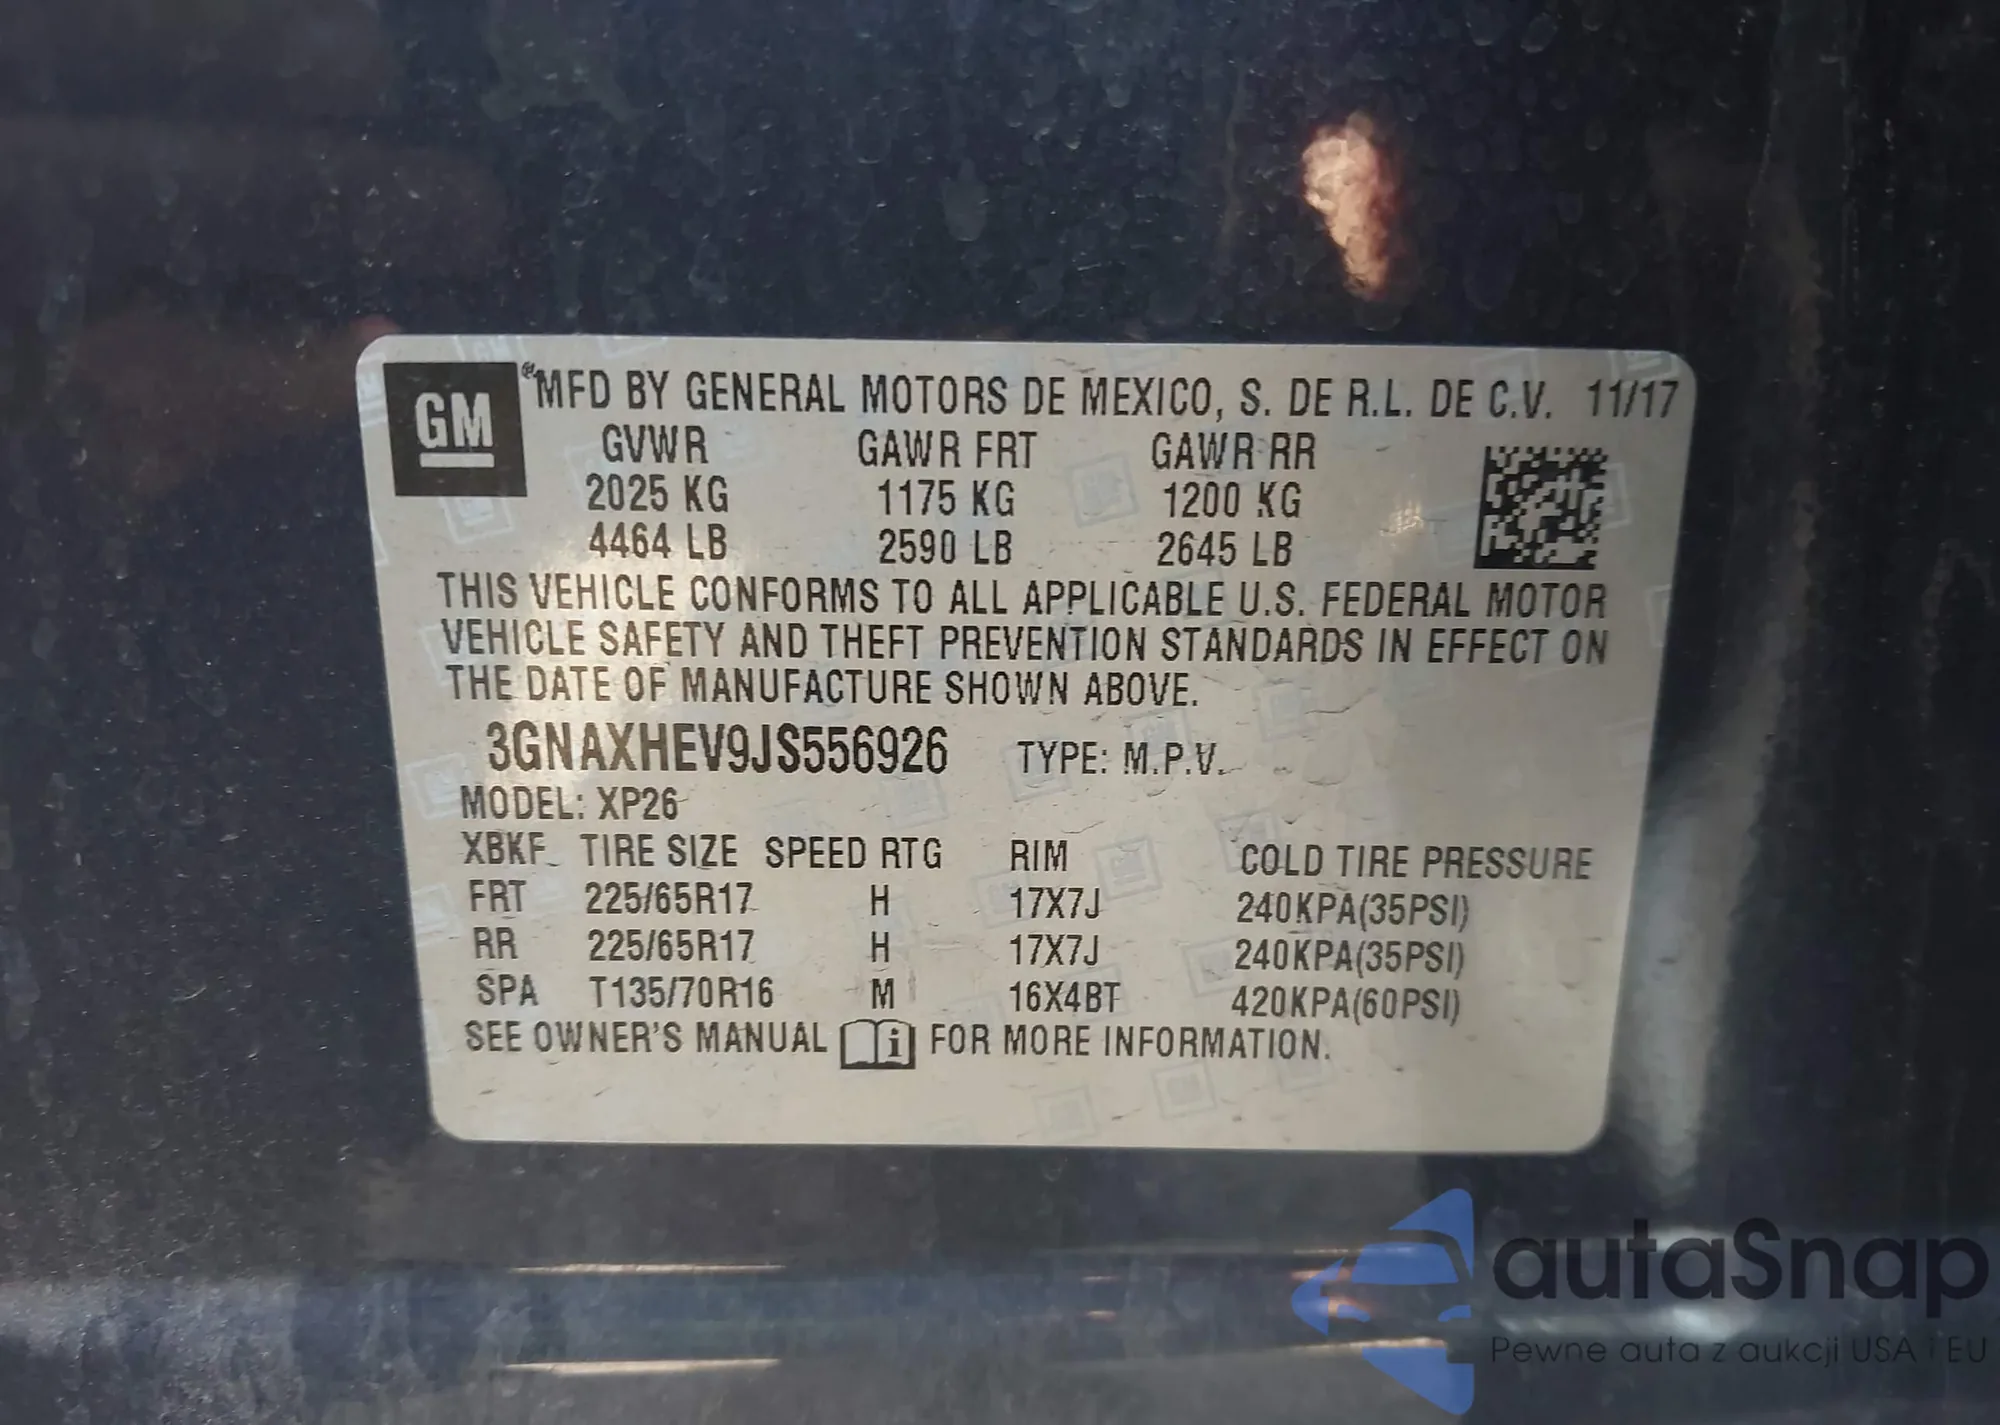 GM
®MFD BY GENERAL MOTORS DE MEXICO, S. DE R.L. DE C.V. 11/17
GVWR GAWR FRT GAWR RR
2025 KG 1175 KG 1200 KG
4464 LB 2590 LB 2645 LB
THIS VEHICLE CONFORMS TO ALL APPLICABLE U.S. FEDERAL MOTOR
VEHICLE SAFETY AND THEFT PREVENTION STANDARDS IN EFFECT ON
THE DATE OF MANUFACTURE SHOWN ABOVE.
3GNAXHEV9JS556926 TYPE: M.P.V.
MODEL: XP26
XBKF TIRE SIZE SPEED RTG RIM COLD TIRE PRESSURE
FRT 225/65R17 H 17X7J 240KPA(35PSI)
RR 225/65R17 H 17X7J 240KPA(35PSI)
SPA T135/70R16 M 16X4BT 420KPA(60PSI)
SEE OWNER'S MANUAL i FOR MORE INFORMATION.
autaSnap
Pewne auta z aukcji USA i EU